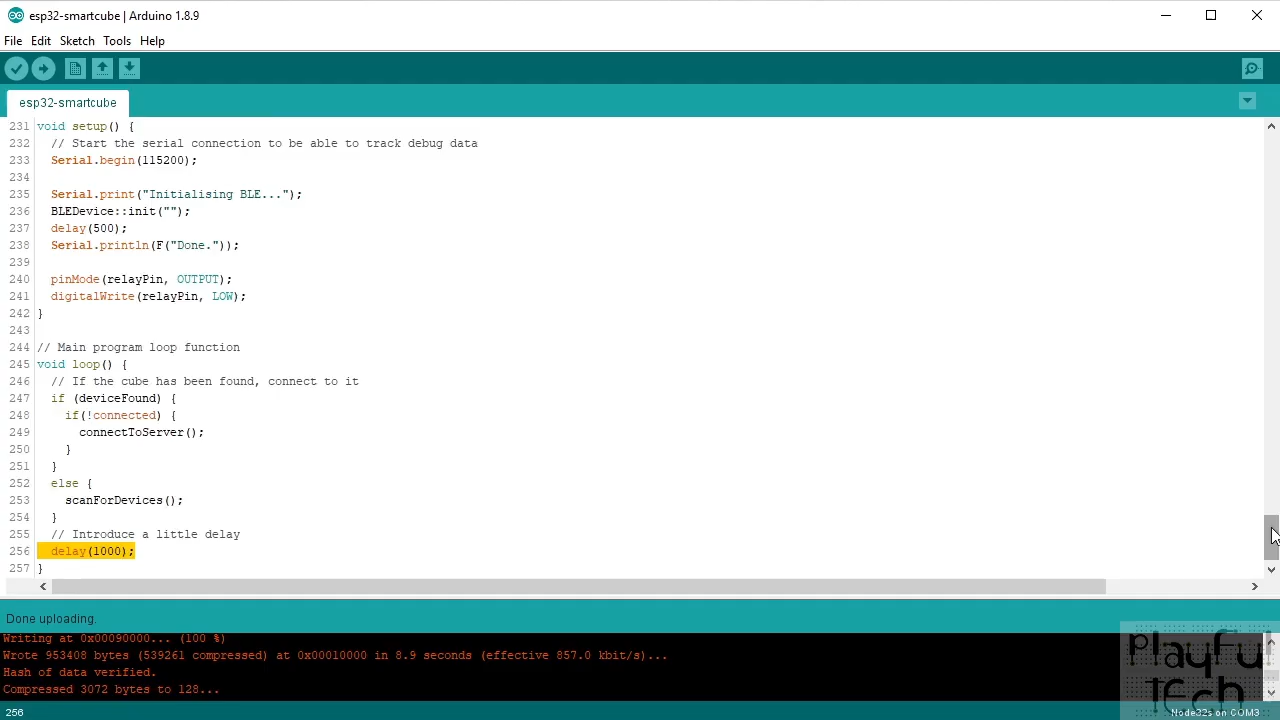 esp32-smartcube | Arduino 1.8.9
File Edit Sketch Tools Help
esp32-smartcube
231 void setup() {
232 // Start the serial connection to be able to track debug data
233 Serial.begin(115200);
234
235 Serial.print("Initialising BLE...");
236 BLEDevice::init("");
237 delay(500);
238 Serial.println(F("Done."));
239
240 pinMode(relayPin, OUTPUT);
241 digitalWrite(relayPin, LOW);
242 }
243
244 // Main program loop function
245 void loop() {
246 // If the cube has been found, connect to it
247 if (deviceFound) {
248 if(!connected) {
249 connectToServer();
250 }
251 }
252 else {
253 scanForDevices();
254 }
255 // Introduce a little delay
256 delay(1000);
257 }
Done uploading.
Writing at 0x00090000... (100 %)
Wrote 953408 bytes (539261 compressed) at 0x00010000 in 8.9 seconds (effective 857.0 kbit/s)...
Hash of data verified.
Compressed 3072 bytes to 128...
Playful
Tech
256 Node32s on COM3